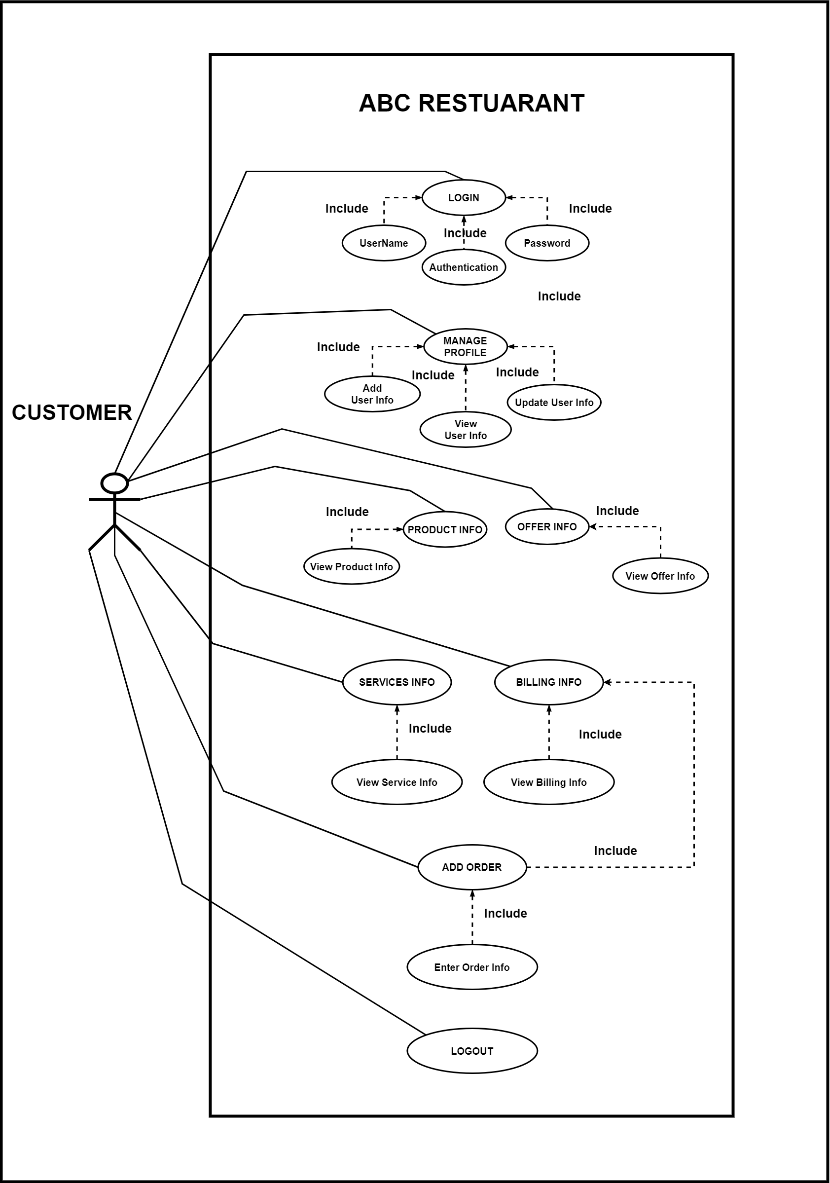 ABC RESTUARANT
LOGIN
Include
Include
Include
UserName
Password
Authentication
Include
MANAGE
PROFILE
Include
Include
Include
Add
User Info
Update User Info
View
User Info
CUSTOMER
Include
Include
PRODUCT INFO
OFFER INFO
View Product Info
View Offer Info
SERVICES INFO
BILLING INFO
Include
Include
View Service Info
View Billing Info
Include
ADD ORDER
Include
Enter Order Info
LOGOUT